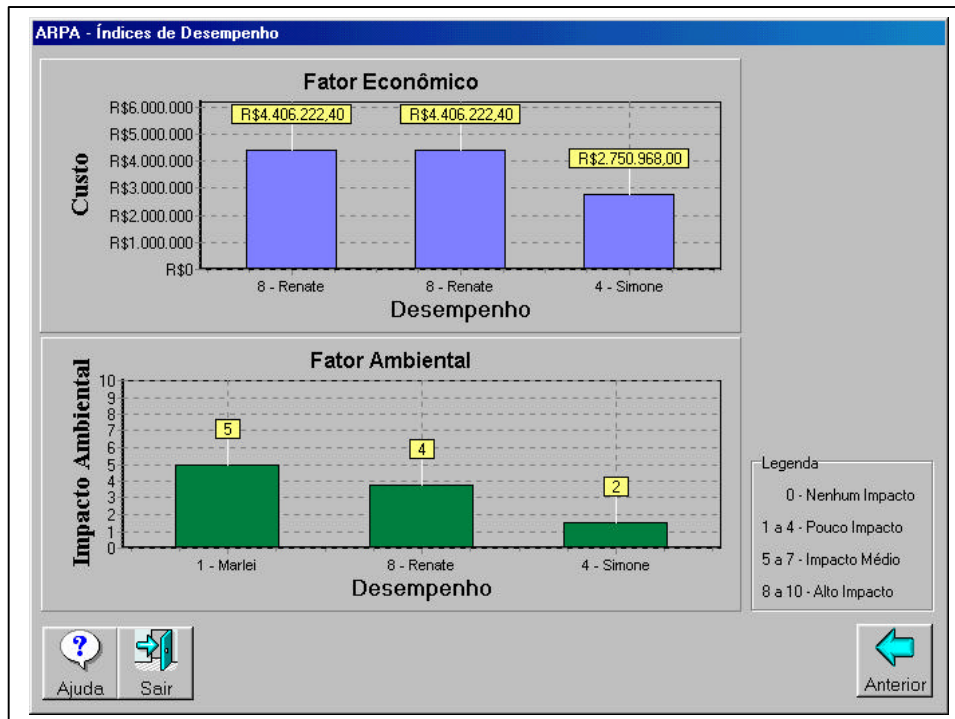 ARPA - Índices de Desempenho
Fator Econômico
Custo
R$6.000.000
R$5.000.000
R$4.000.000
R$3.000.000
R$2.000.000
R$1.000.000
R$0
R$4.406.222,40
R$4.406.222,40
R$2.750.968,00
8 - Renate
8 - Renate
4 - Simone
Desempenho
Fator Ambiental
Impacto Ambiental
10
9
8
7
6
5
4
3
2
1
0
5
4
2
1 - Marlei
8 - Renate
4 - Simone
Desempenho
Legenda
0 - Nenhum Impacto
1 a 4 - Pouco Impacto
5 a 7 - Impacto Médio
8 a 10 - Alto Impacto
?
Ajuda
Sair
Anterior